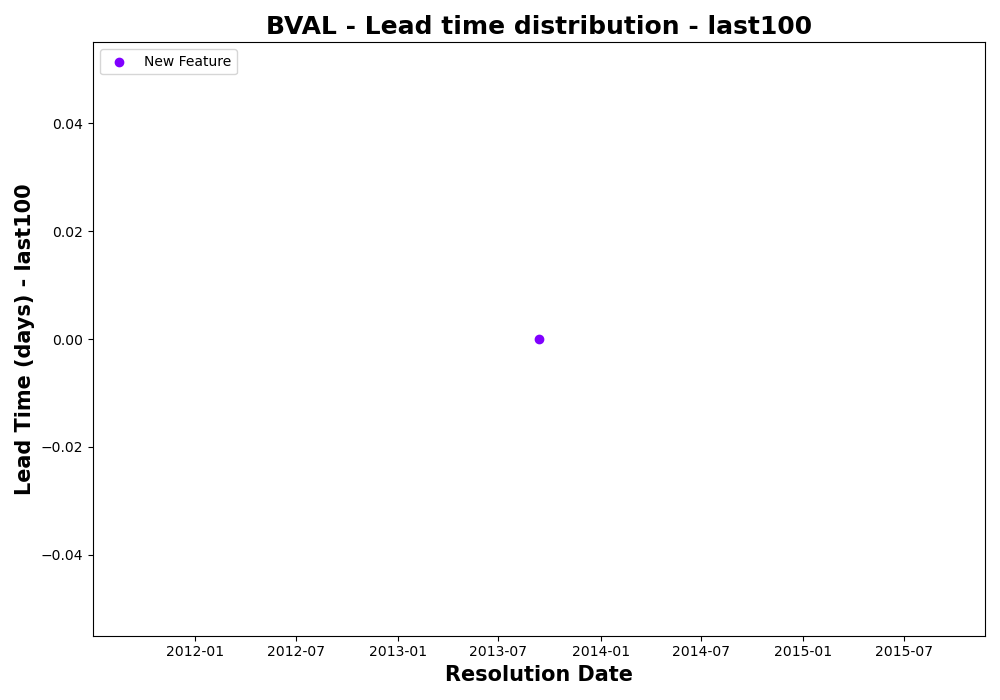 BVAL - Lead time distribution - last100
New Feature
Lead Time (days) - last100
0.04
0.02
0.00
−0.02
−0.04
2012-01 2012-07 2013-01 2013-07 2014-01 2014-07 2015-01 2015-07
Resolution Date